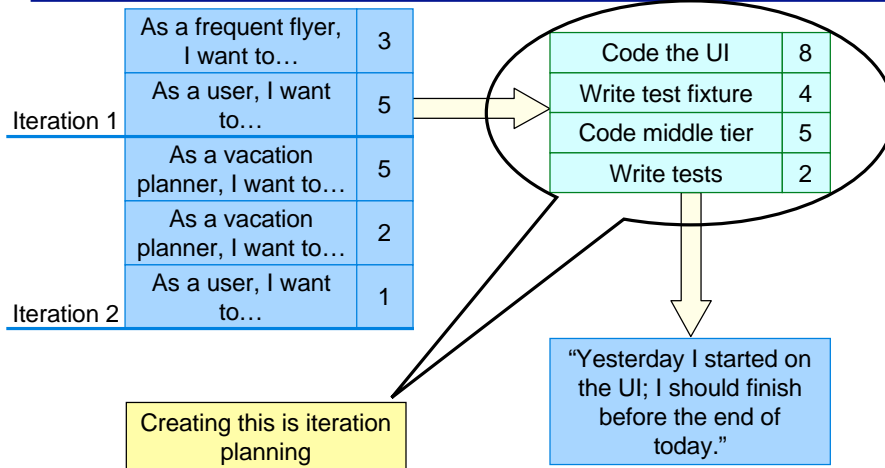 As a frequent flyer,
I want to…
3
As a user, I want
to…
5
Iteration 1
As a vacation
planner, I want to…
5
As a vacation
planner, I want to…
2
As a user, I want
to…
1
Iteration 2
Code the UI
8
Write test fixture
4
Code middle tier
5
Write tests
2
“Yesterday I started on
the UI; I should finish
before the end of
today.”
Creating this is iteration
planning